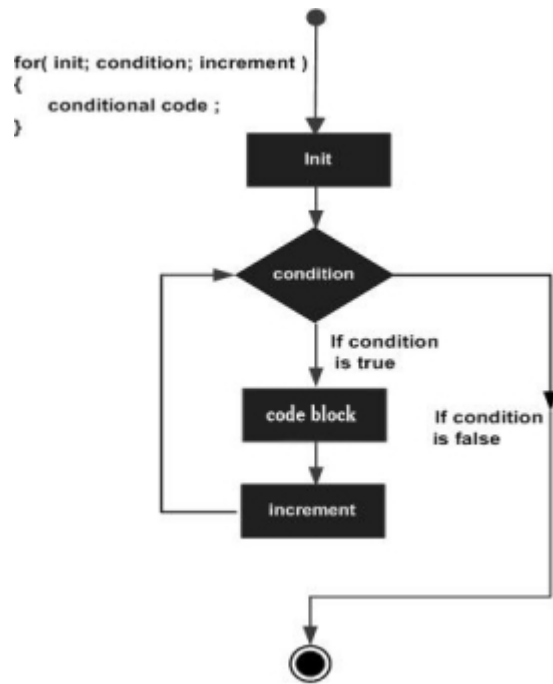 for( init; condition; increment )
{
conditional code ;
}
Init
condition
If condition
is true
code block
If condition
is false
increment